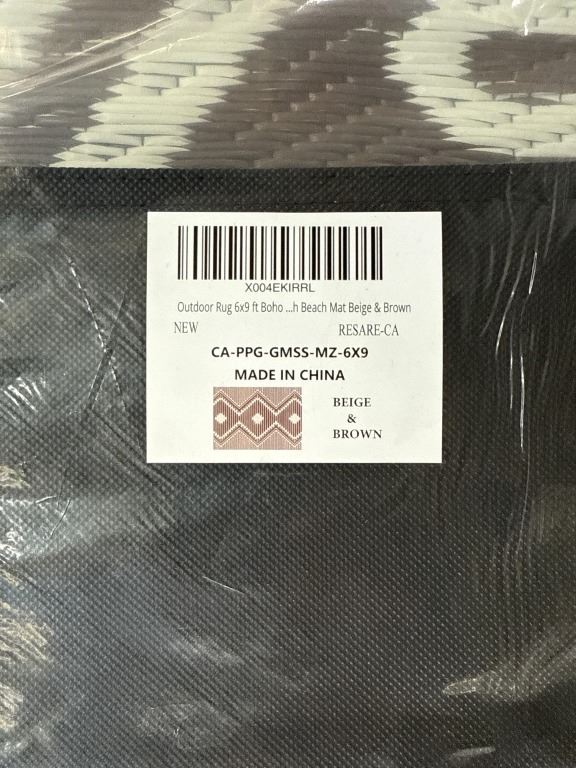 X004EKIRRL
Outdoor Rug 6x9 ft Boho ...h Beach Mat Beige & Brown
NEW RESARE-CA
CA-PPG-GMSS-MZ-6X9
MADE IN CHINA
BEIGE
&
BROWN